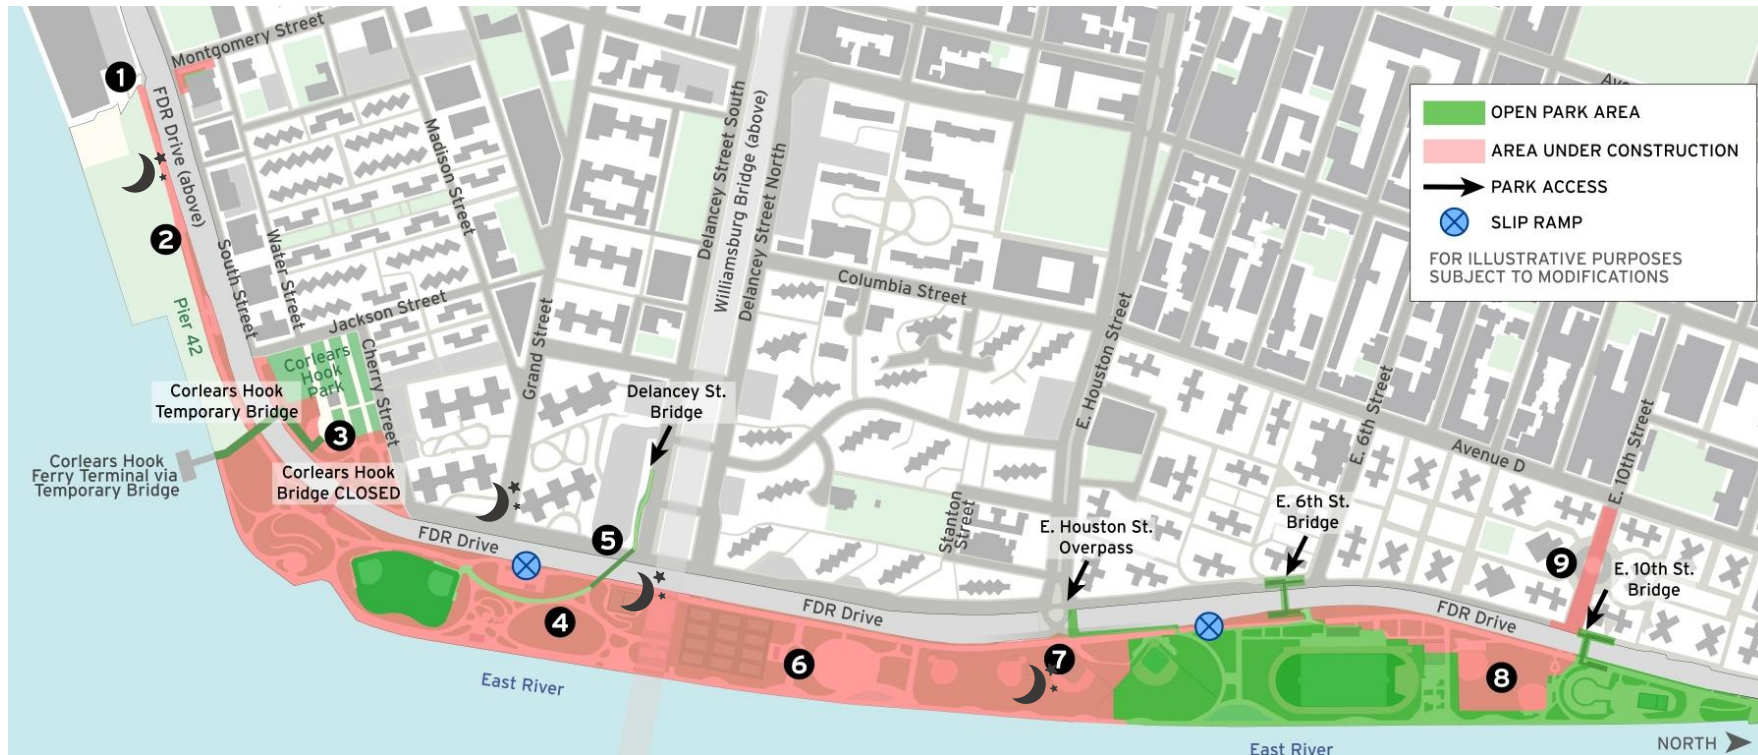 Montgomery Street
1
FDR Drive (above)
2
Pier 42
South Street
Water Street
Madison Street
Jackson Street
Corlears
Hook
Park
Cherry Street
Corlears Hook
Temporary Bridge
3
Corlears Hook
Ferry Terminal via
Temporary Bridge
Corlears Hook
Bridge CLOSED
Grand Street
Delancey St.
Bridge
Delancey Street South
Williamsburg Bridge (above)
Delancey Street North
Columbia Street
FDR Drive
5
4
6
East River
FDR Drive
Stanton
Street
E. Houston Street
E. Houston St.
Overpass
7
E. 6th Street
E. 6th St.
Bridge
Avenue D
E. 10th Street
9
E. 10th St.
Bridge
FDR Drive
8
East River
NORTH
Ave
OPEN PARK AREA
AREA UNDER CONSTRUCTION
PARK ACCESS
SLIP RAMP
FOR ILLUSTRATIVE PURPOSES
SUBJECT TO MODIFICATIONS